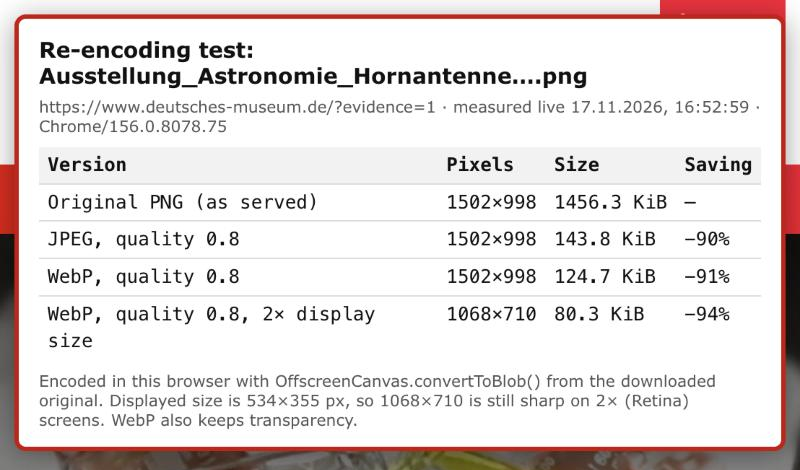 Re-encoding test:
Ausstellung_Astronomie_Hornantenne....png
https://www.deutsches-museum.de/?evidence=1 · measured live 17.11.2026, 16:52:59 ·
Chrome/156.0.8078.75
Version Pixels Size Saving
Original PNG (as served) 1502×998 1456.3 KiB —
JPEG, quality 0.8 1502×998 143.8 KiB −90%
WebP, quality 0.8 1502×998 124.7 KiB −91%
WebP, quality 0.8, 2× display 1068×710 80.3 KiB −94%
size
Encoded in this browser with OffscreenCanvas.convertToBlob() from the downloaded
original. Displayed size is 534×355 px, so 1068×710 is still sharp on 2× (Retina)
screens. WebP also keeps transparency.